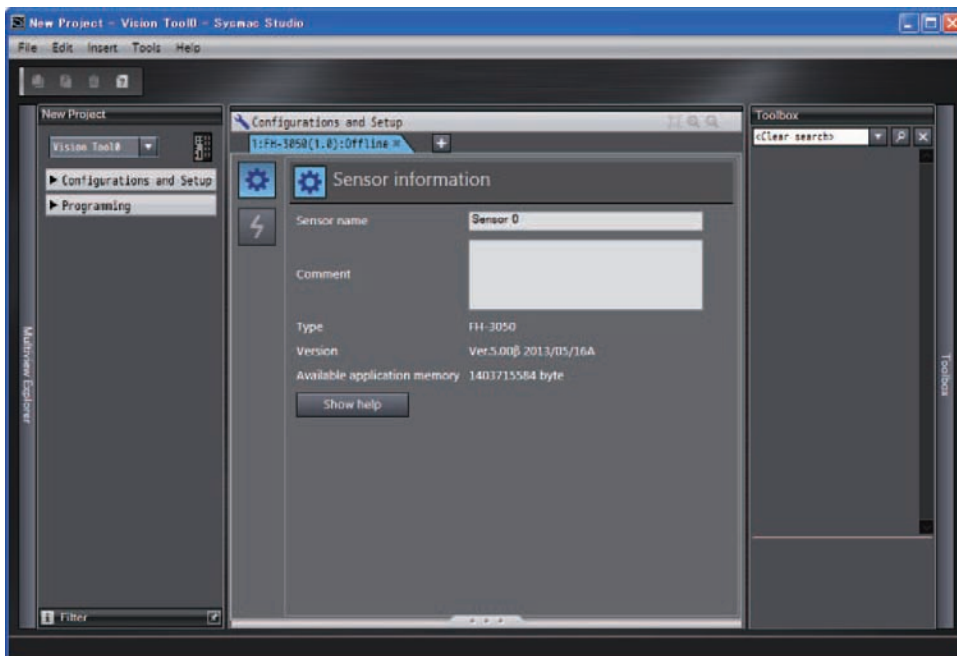 New Project - Vision Tool0 - Sysmac Studio
File Edit Insert Tools Help
New Project
Vision Tool0
Configurations and Setup
Programming
Multiview Explorer
Filter
Configurations and Setup
1:FH-3050(1.0):Offline
Sensor information
Sensor name Sensor 0
Comment
Type FH-3050
Version Ver.5.00β 2013/05/16A
Available application memory 1403715584 byte
Show help
Toolbox
<Clear search>
Toolbox